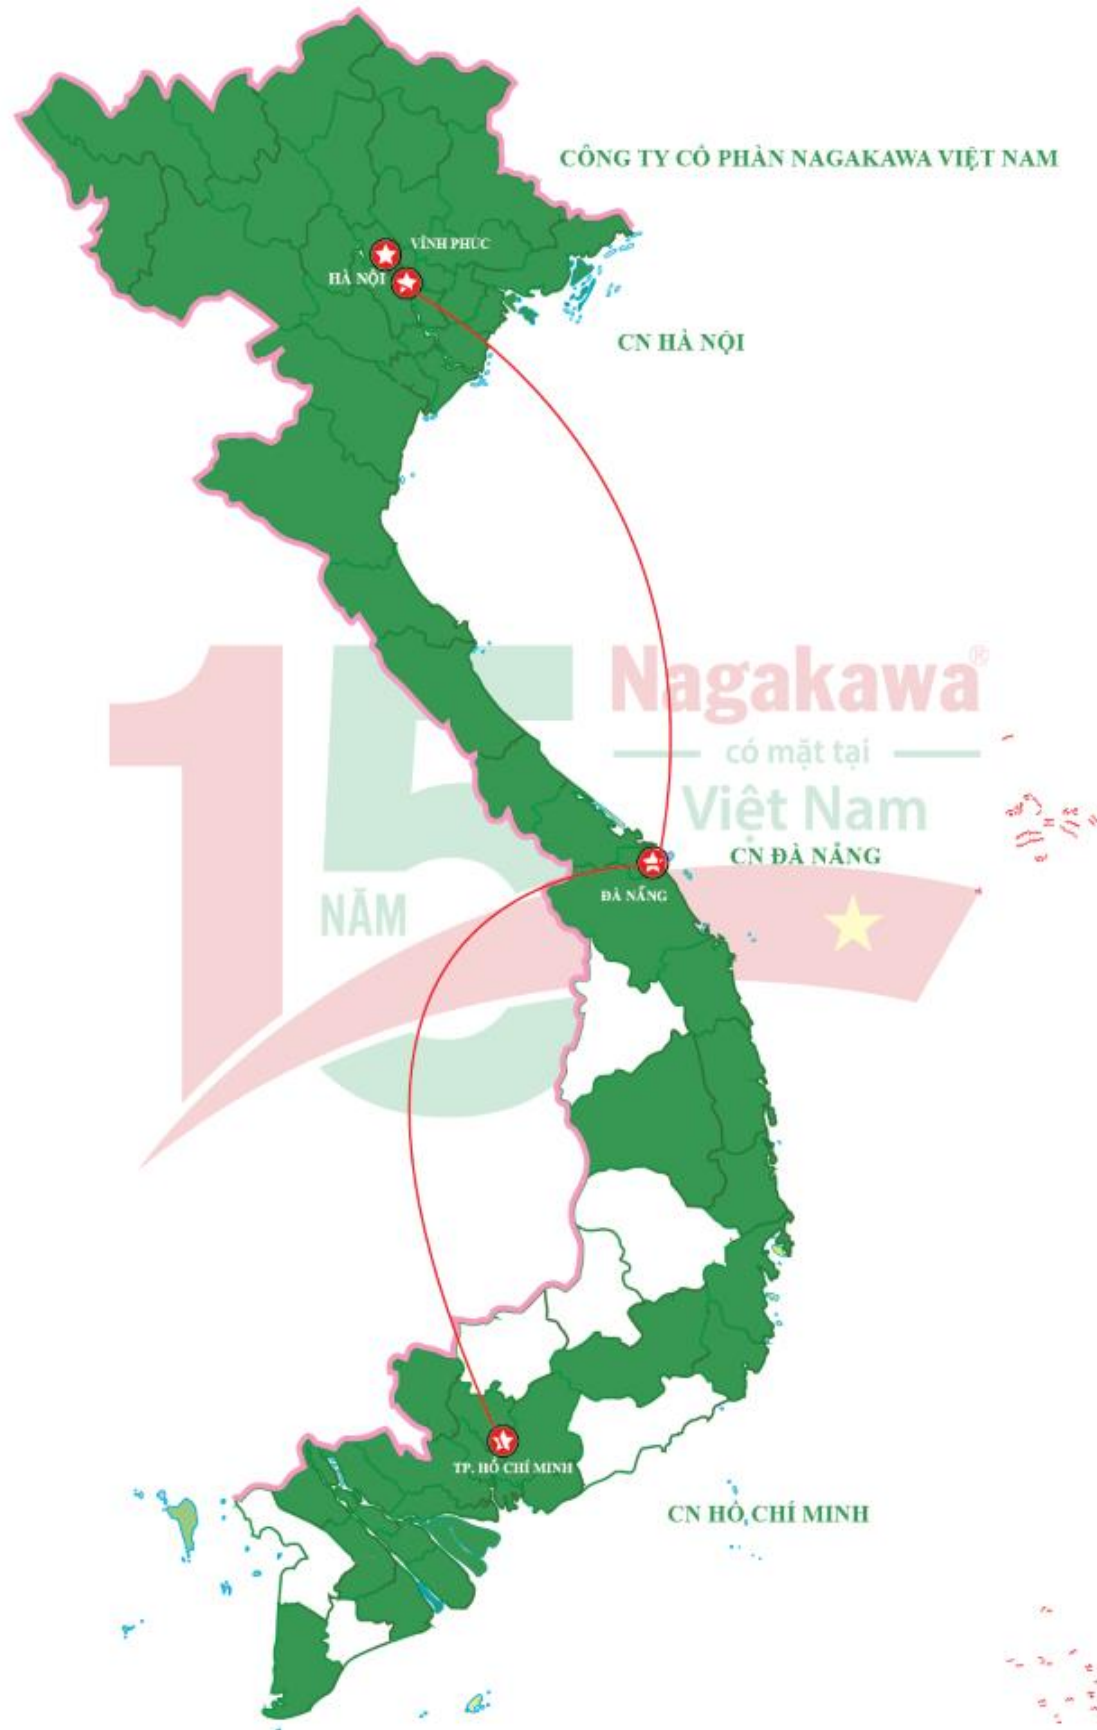 CÔNG TY CỔ PHẦN NAGAKAWA VIỆT NAM
VĨNH PHÚC
HÀ NỘI
CN HÀ NỘI
15
NĂM
Nagakawa®
có mặt tại
Việt Nam
CN ĐÀ NẴNG
ĐÀ NẴNG
TP. HỒ CHÍ MINH
CN HỒ CHÍ MINH